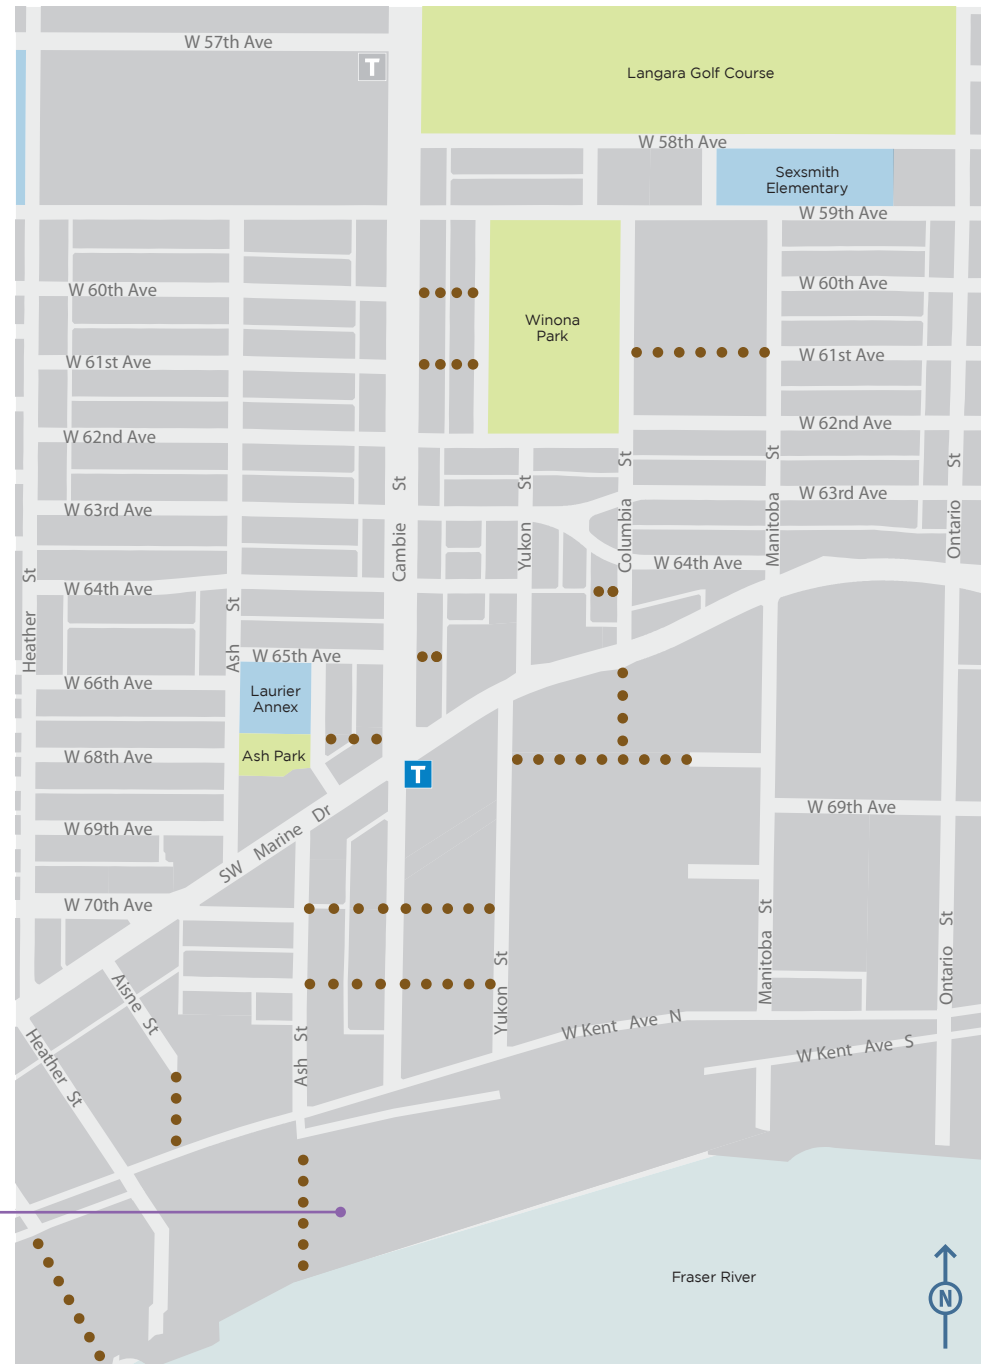 W 57th Ave
T
Langara Golf Course
W 58th Ave
Sexsmith
Elementary
W 59th Ave
W 60th Ave
W 60th Ave
Winona
Park
W 61st Ave
W 61st Ave
W 62nd Ave
W 62nd Ave
Cambie St
Yukon St
Columbia St
Manitoba St
Ontario St
W 63rd Ave
W 63rd Ave
W 64th Ave
W 64th Ave
Heather St
Ash St
W 65th Ave
W 66th Ave
Laurier
Annex
W 68th Ave
Ash Park
T
W 69th Ave
W 69th Ave
SW Marine Dr
W 70th Ave
Manitoba St
Ontario St
Yukon St
Aisne St
W Kent Ave N
W Kent Ave S
Heather St
Ash St
Fraser River
N